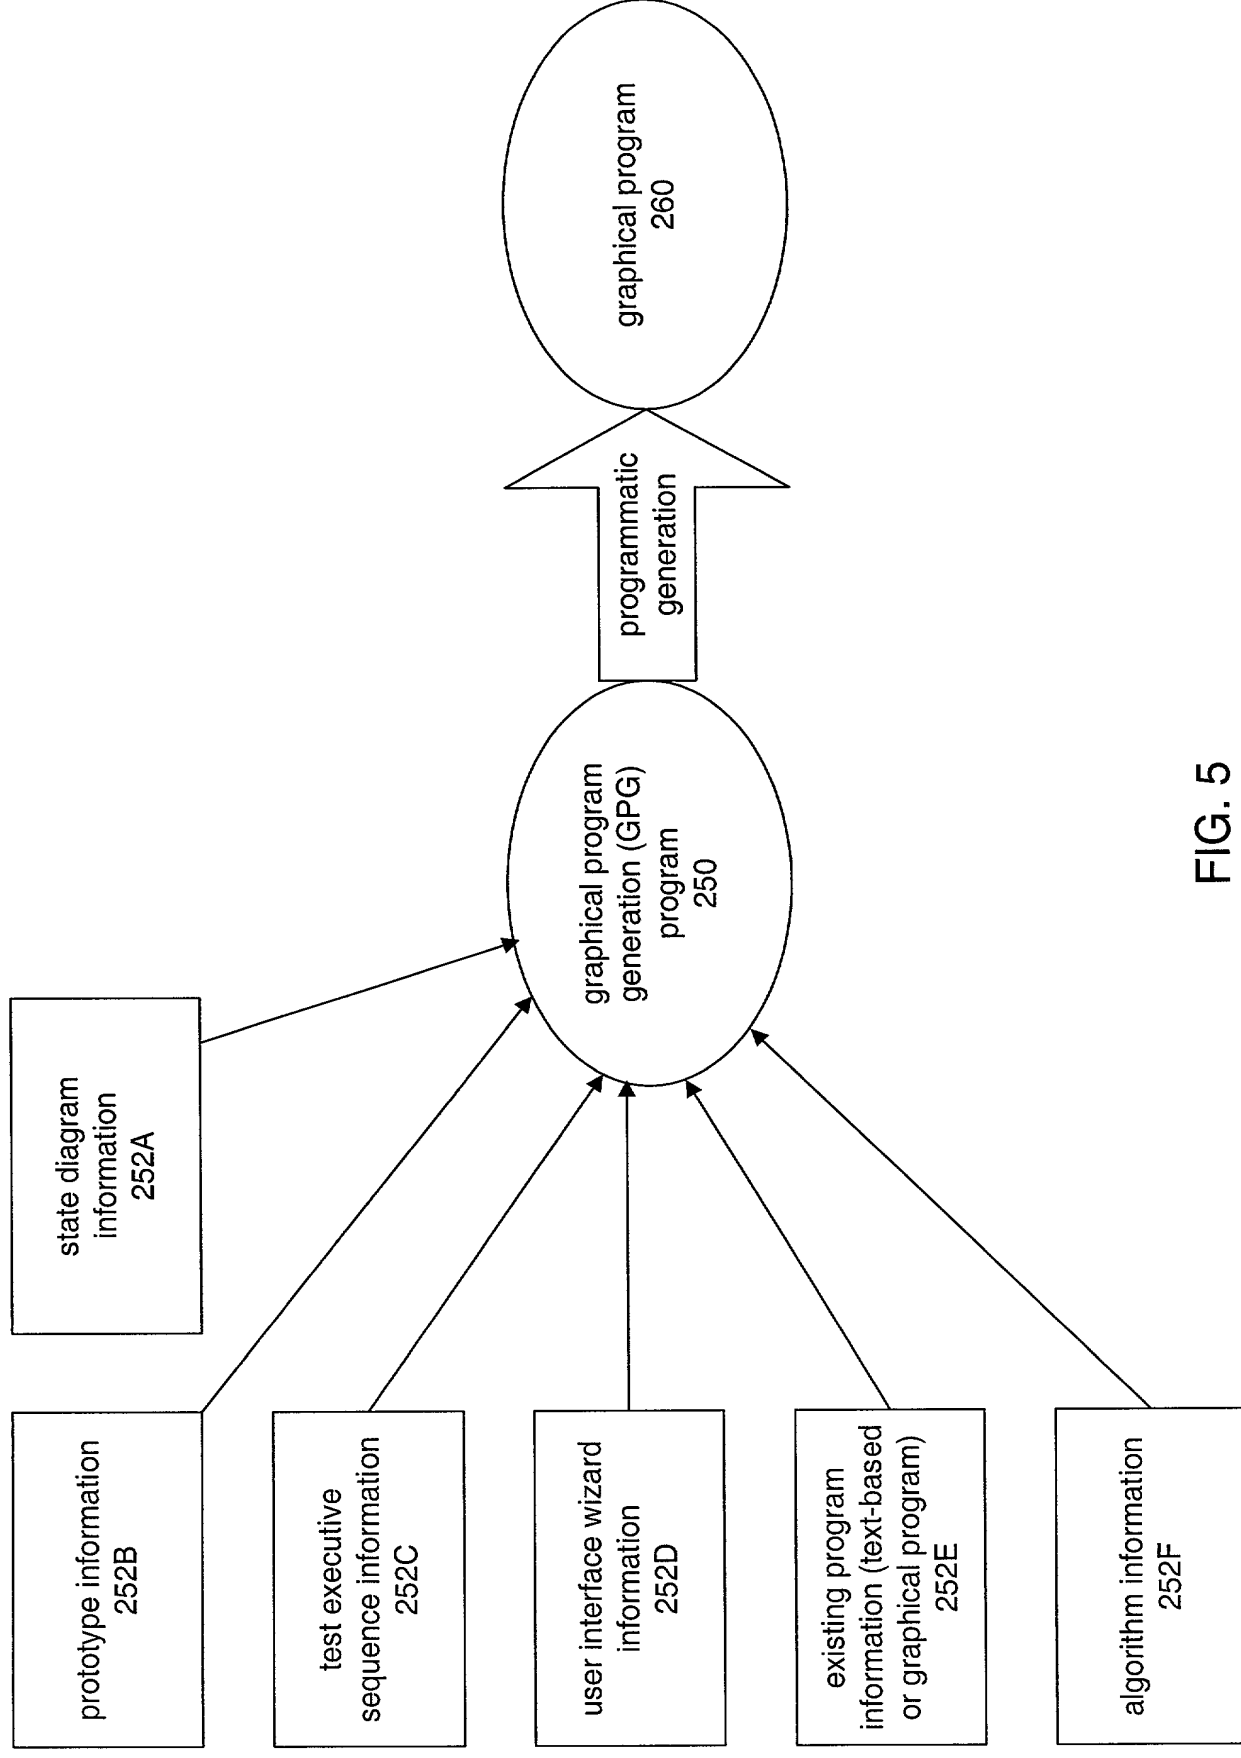 state diagram
information
252A
prototype information
252B
test executive
sequence information
252C
user interface wizard
information
252D
existing program
information (text-based
or graphical program)
252E
algorithm information
252F
graphical program
generation (GPG)
program
250
programmatic
generation
graphical program
260
FIG. 5